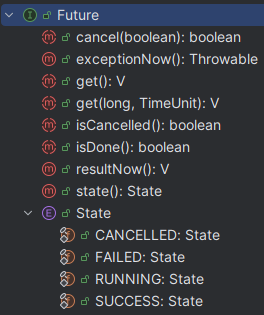 Future
cancel(boolean): boolean
exceptionNow(): Throwable
get(): V
get(long, TimeUnit): V
isCancelled(): boolean
isDone(): boolean
resultNow(): V
state(): State
State
CANCELLED: State
FAILED: State
RUNNING: State
SUCCESS: State